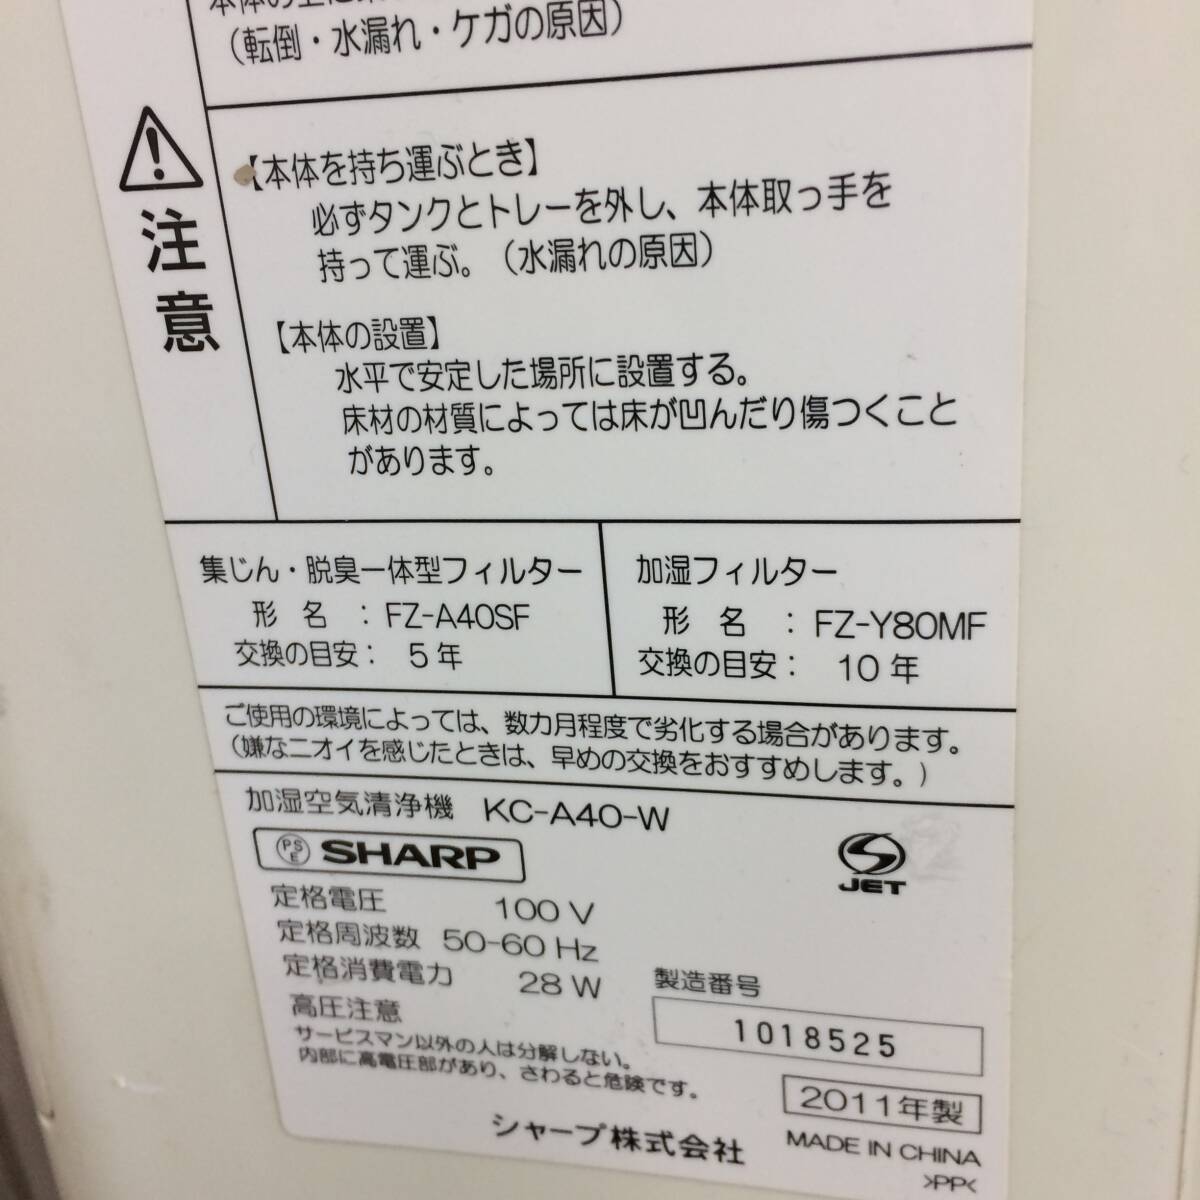 本体の上に
(転倒・水漏れ・ケガの原因)
注意
【本体を持ち運ぶとき】
必ずタンクとトレーを外し、本体取っ手を
持って運ぶ。(水漏れの原因)
【本体の設置】
水平で安定した場所に設置する。
床材の材質によっては床が凹んだり傷つくこと
があります。
集じん・脱臭一体型フィルター
形 名 : FZ-A40SF
交換の目安: 5年
加湿フィルター
形 名 : FZ-Y80MF
交換の目安: 10年
ご使用の環境によっては、数カ月程度で劣化する場合があります。
(嫌なニオイを感じたときは、早めの交換をおすすめします。)
加湿空気清浄機 KC-A40-W
PSE SHARP
JET
定格電圧 100 V
定格周波数 50-60 Hz
定格消費電力 28 W
高圧注意
サービスマン以外の人は分解しない。
内部に高電圧部があり、さわると危険です。
製造番号
1018525
2011年製
シャープ株式会社
MADE IN CHINA
>PP<